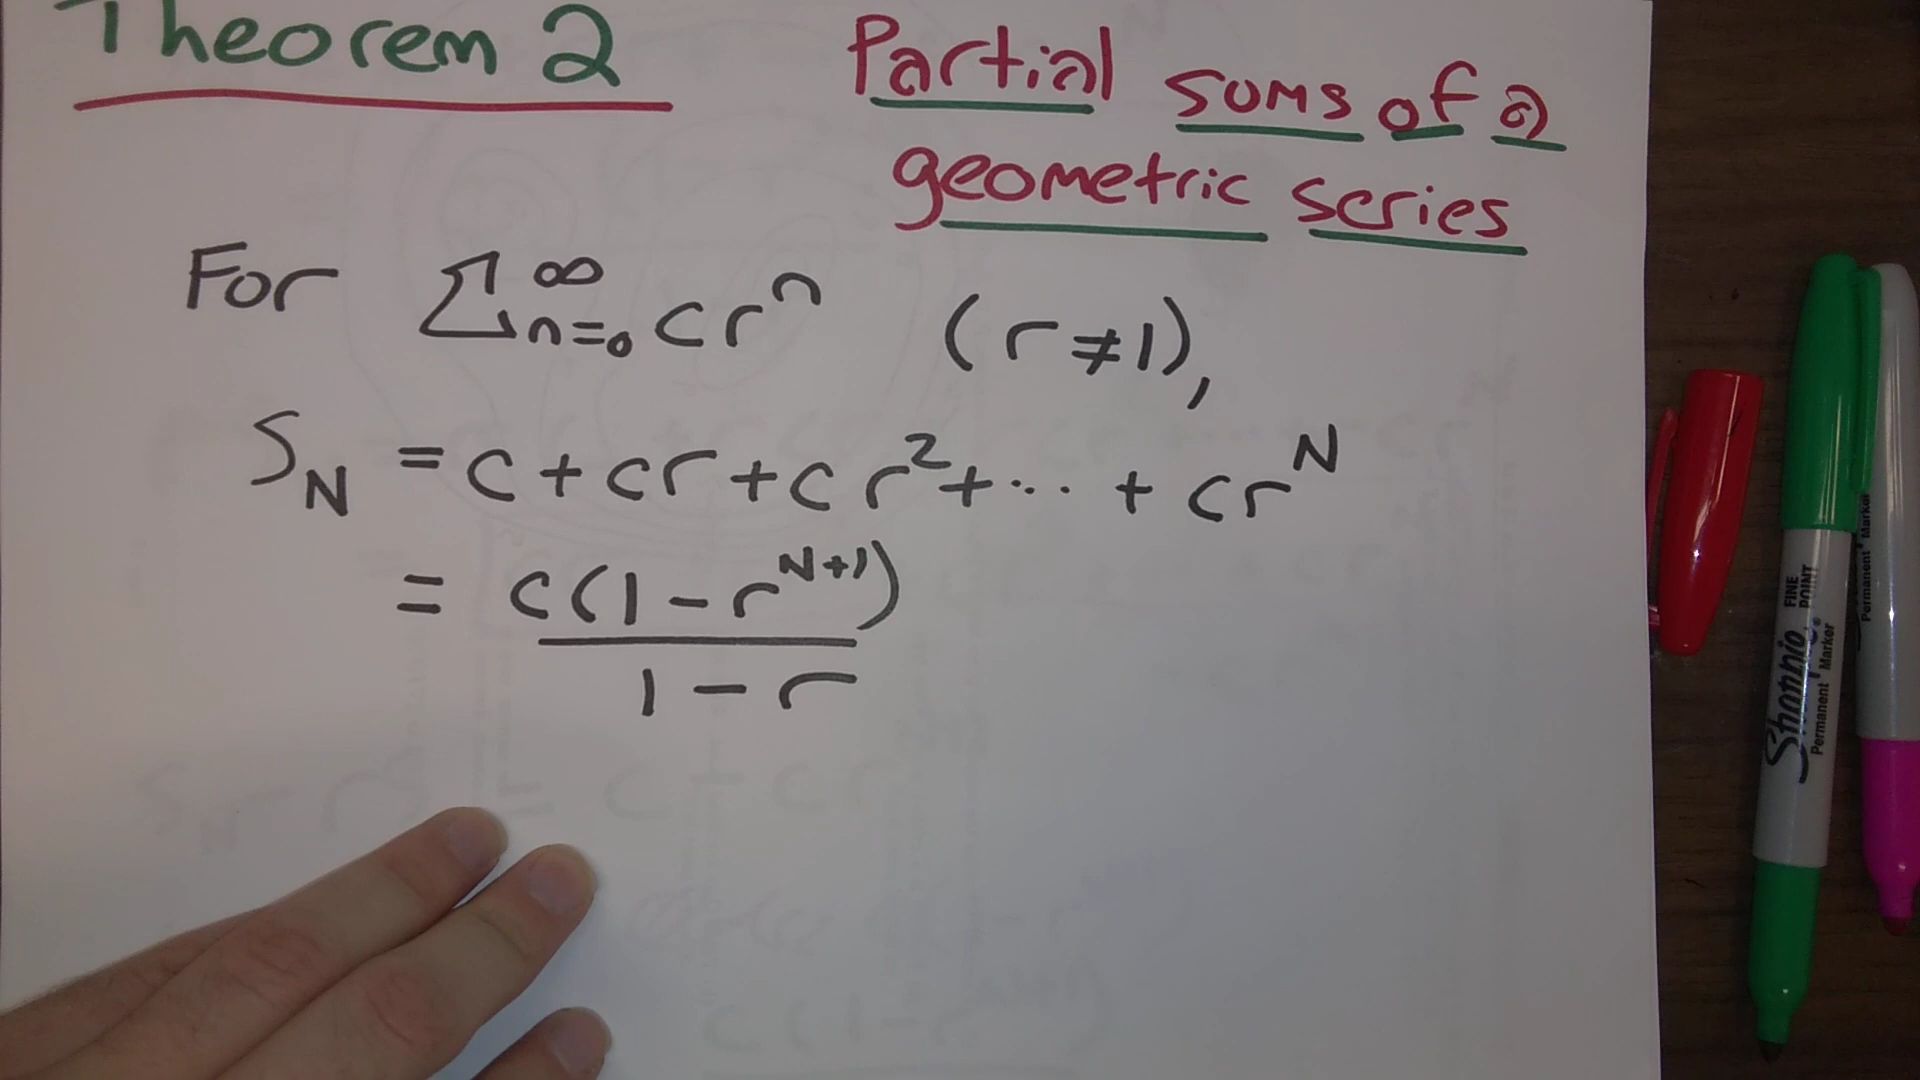 Theorem 2
Partial sums of a
geometric series
For ∑_{n=0}^{∞} cr^n (r≠1),
S_N = c + cr + cr^2 + ··· + cr^N
= c(1-r^{N+1})
1-r
Sharpie
FINE POINT
Permanent Marker
Permanent Marker